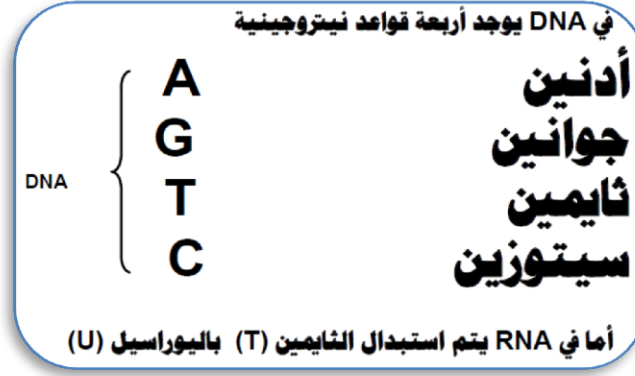 في DNA يوجد أربعة قواعد نيتروجينية
أدنين A
جوانين G
ثايمين T
سيتوزين C
DNA
أما في RNA يتم استبدال الثايمين (T) باليوراسيل (U)